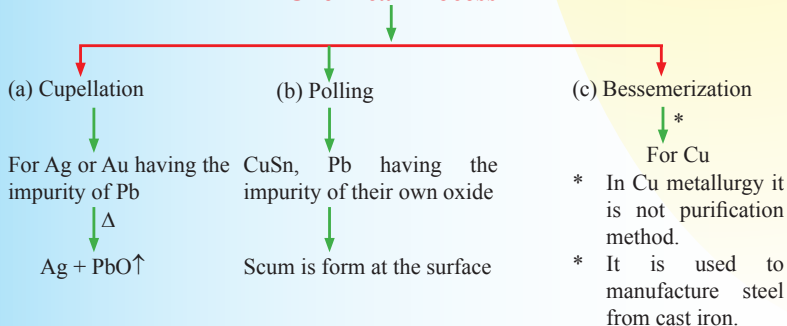 (a) Cupellation
(b) Polling
(c) Bessemerization
*
For Ag or Au having the
impurity of Pb
Δ
Ag + PbO↑
CuSn, Pb having the
impurity of their own oxide
Scum is form at the surface
For Cu
* In Cu metallurgy it
is not purification
method.
* It is used to
manufacture steel
from cast iron.